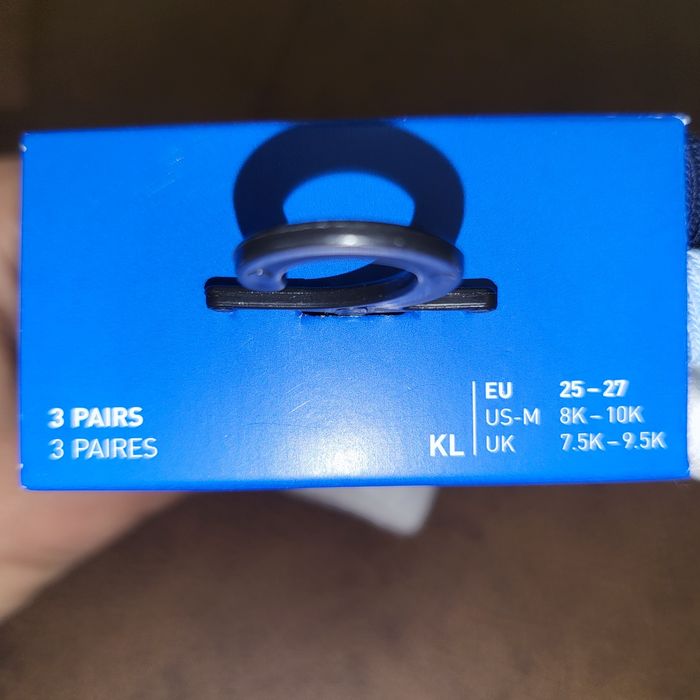 3 PAIRS
3 PAIRES
KL
EU 25–27
US-M 8K–10K
UK 7.5K–9.5K